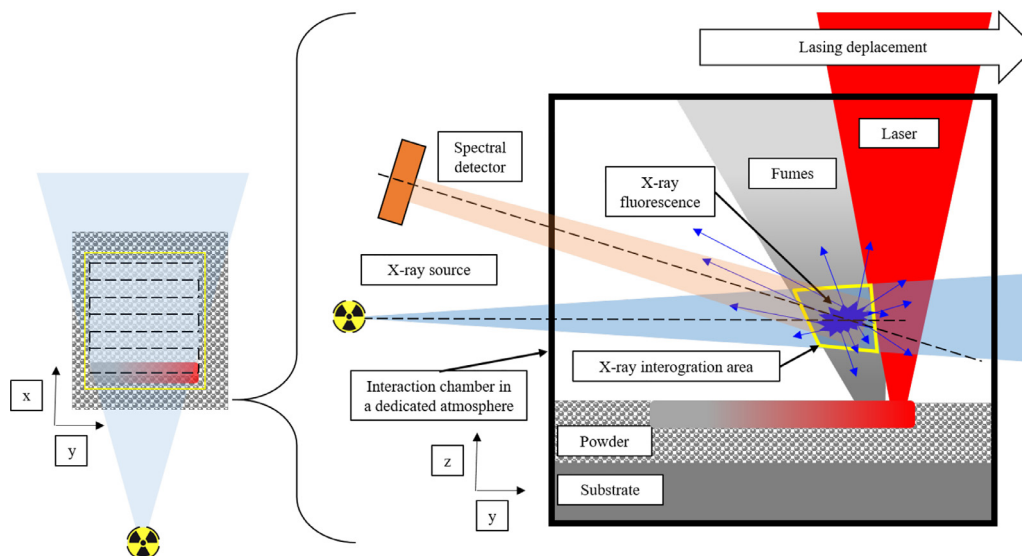 Lasing deplacement
Laser
Spectral
detector
Fumes
X-ray
fluorescence
X-ray source
X-ray interogration area
Interaction chamber in
a dedicated atmosphere
x
y
Powder
z
Substrate
y